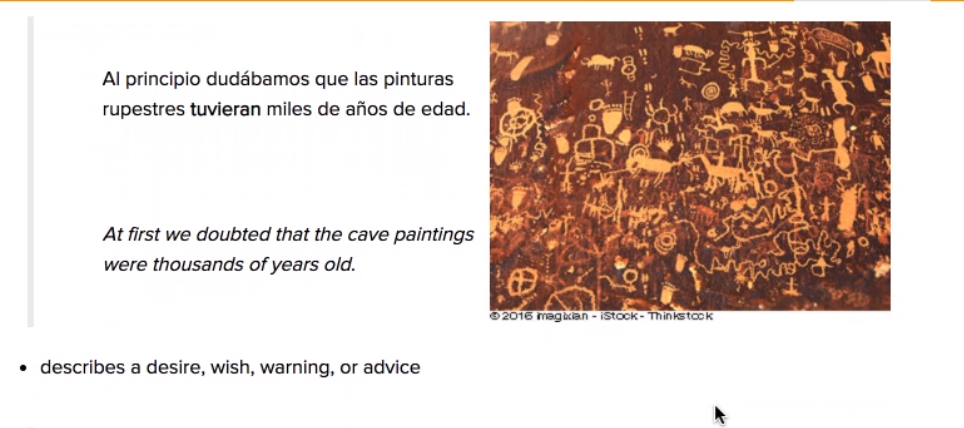 Al principio dudábamos que las pinturas
rupestres tuvieran miles de años de edad.
At first we doubted that the cave paintings
were thousands of years old.
© 2016 imagixian - iStock - Thinkstock
• describes a desire, wish, warning, or advice